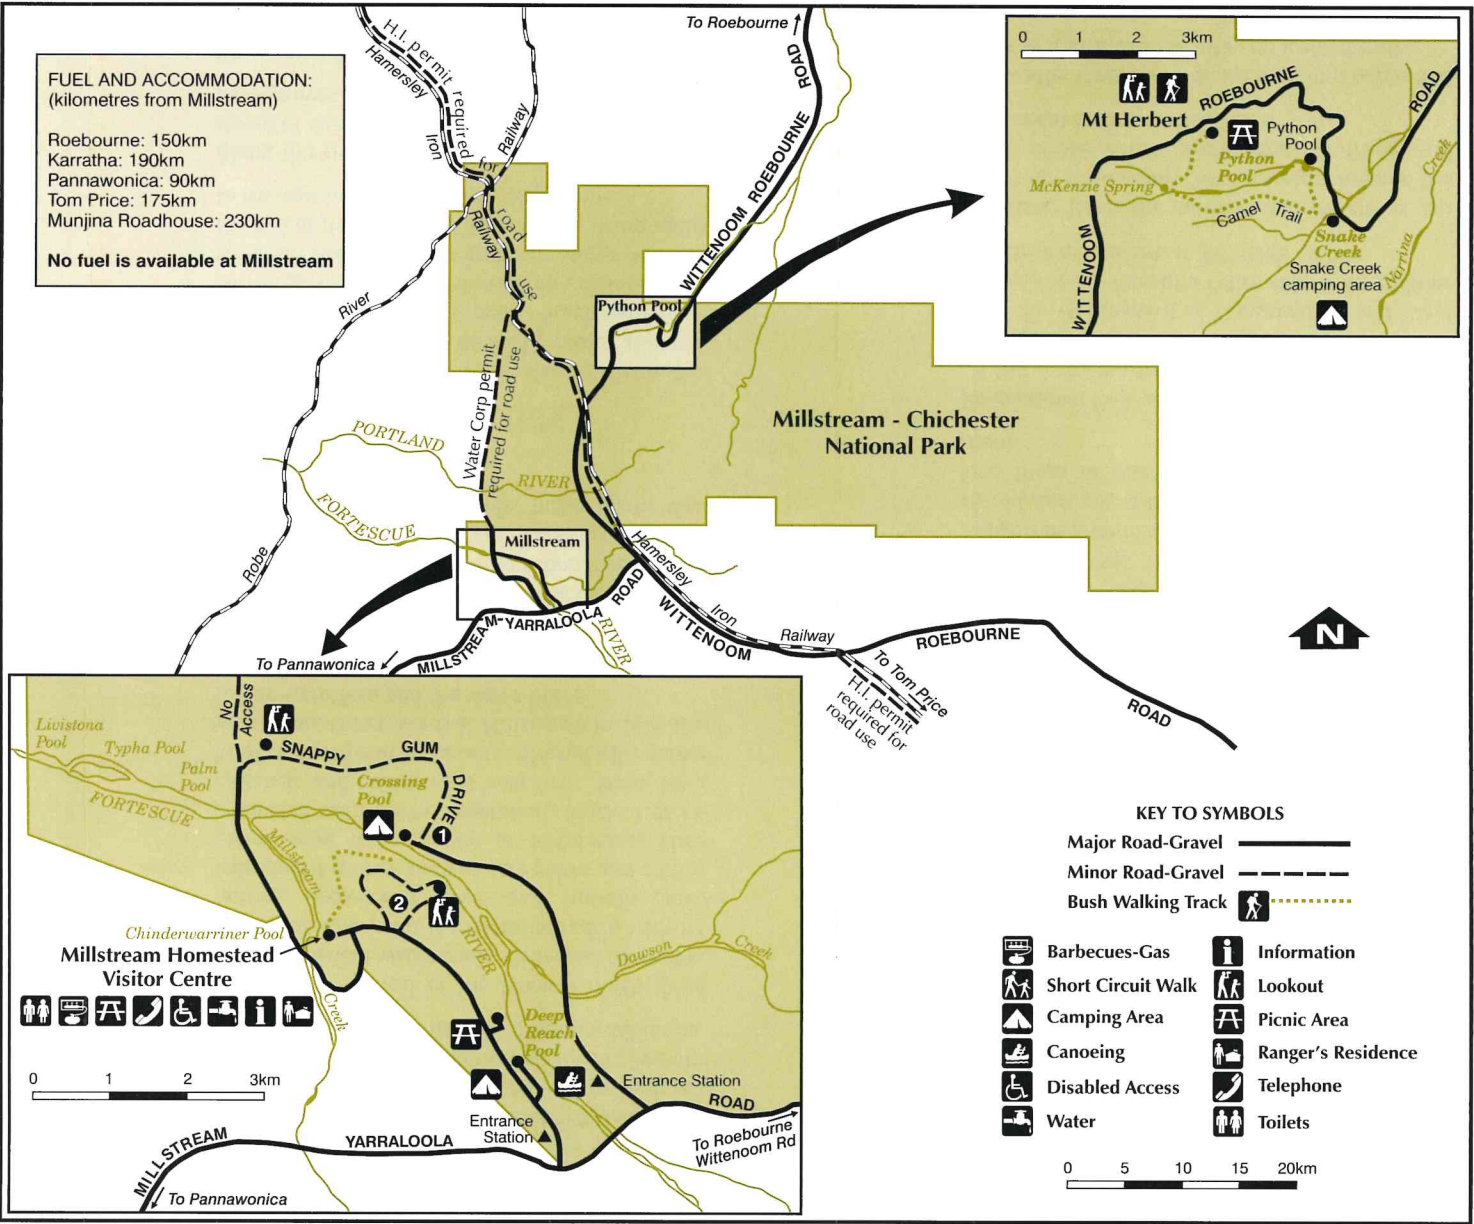 FUEL AND ACCOMMODATION:
(kilometres from Millstream)
Roebourne: 150km
Karratha: 190km
Pannawonica: 90km
Tom Price: 175km
Munjina Roadhouse: 230km
No fuel is available at Millstream
H.I. permit
required
for
road
use
Hamersley
Iron
Railway
Railway
To Roebourne
WITTENOOM ROEBOURNE ROAD
Python Pool
River
Robe
Water Corp permit
required for road use
PORTLAND
RIVER
FORTESCUE
RIVER
Millstream
Millstream - Chichester
National Park
Hamersley
Iron
Railway
MILLSTREAM-YARRALOOLA ROAD
To Pannawonica
WITTENOOM
ROEBOURNE
ROAD
To Tom Price
H.I. permit
required for
road use
N
0 1 2 3km
Mt Herbert
ROEBOURNE
ROAD
Python
Pool
Python
Pool
McKenzie Spring
Camel Trail
Snake
Creek
Snake Creek
camping area
Narrina
Creek
WITTENOOM
No
Access
Livistona
Pool
Typha Pool
Palm
Pool
FORTESCUE
SNAPPY GUM
DRIVE
Crossing
Pool
1
Millstream
2
RIVER
Chinderwarriner Pool
Millstream Homestead
Visitor Centre
Creek
Dawson Creek
Deep
Reach
Pool
Entrance Station
Entrance
Station
0 1 2 3km
MILLSTREAM
YARRALOOLA
ROAD
To Roebourne
Wittenoom Rd
To Pannawonica
KEY TO SYMBOLS
Major Road-Gravel
Minor Road-Gravel
Bush Walking Track
Barbecues-Gas
Information
Short Circuit Walk
Lookout
Camping Area
Picnic Area
Canoeing
Ranger's Residence
Disabled Access
Telephone
Water
Toilets
0 5 10 15 20km